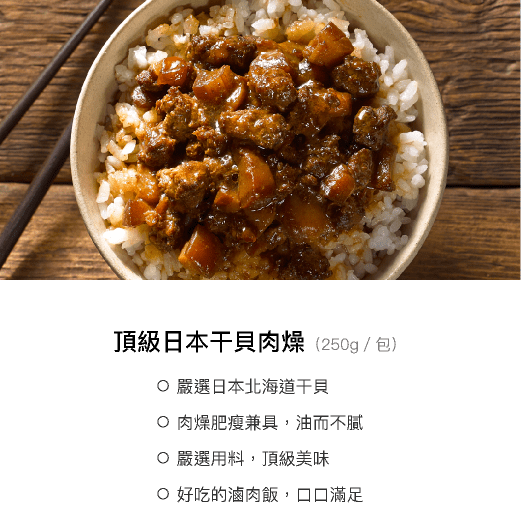 頂級日本干貝肉燥（250g / 包）
○ 嚴選日本北海道干貝
○ 肉燥肥瘦兼具，油而不膩
○ 嚴選用料，頂級美味
○ 好吃的滷肉飯，口口滿足